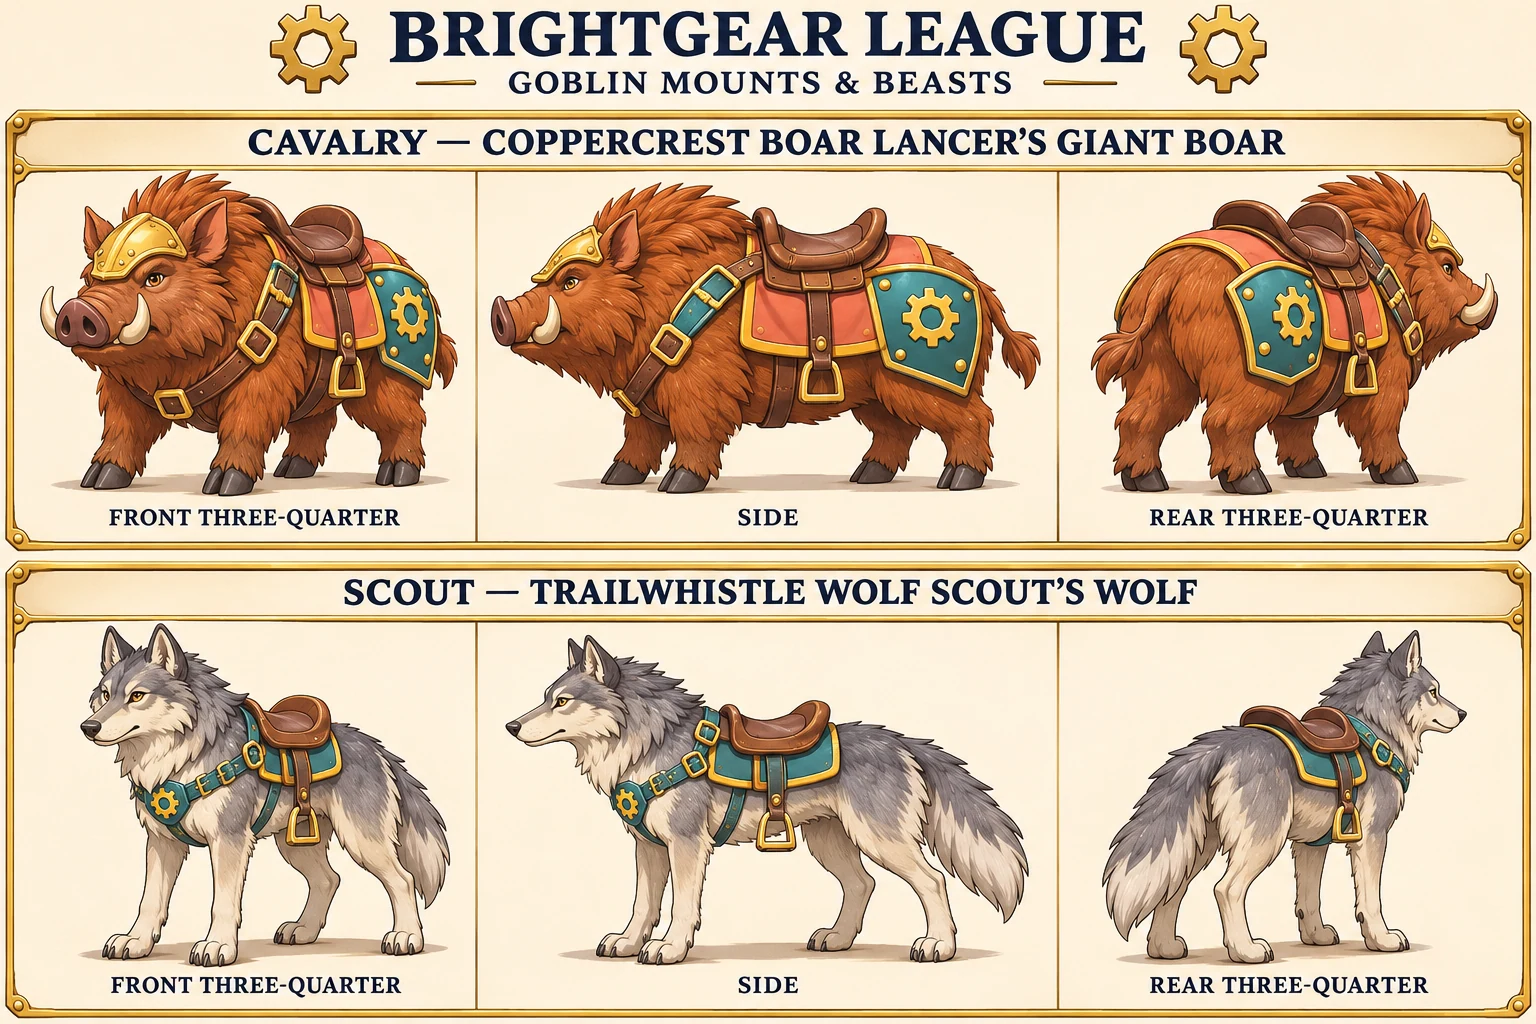 BRIGHTGEAR LEAGUE
GOBLIN MOUNTS & BEASTS
CAVALRY — COPPERCREST BOAR LANCER’S GIANT BOAR
FRONT THREE-QUARTER
SIDE
REAR THREE-QUARTER
SCOUT — TRAILWHISTLE WOLF SCOUT’S WOLF
FRONT THREE-QUARTER
SIDE
REAR THREE-QUARTER